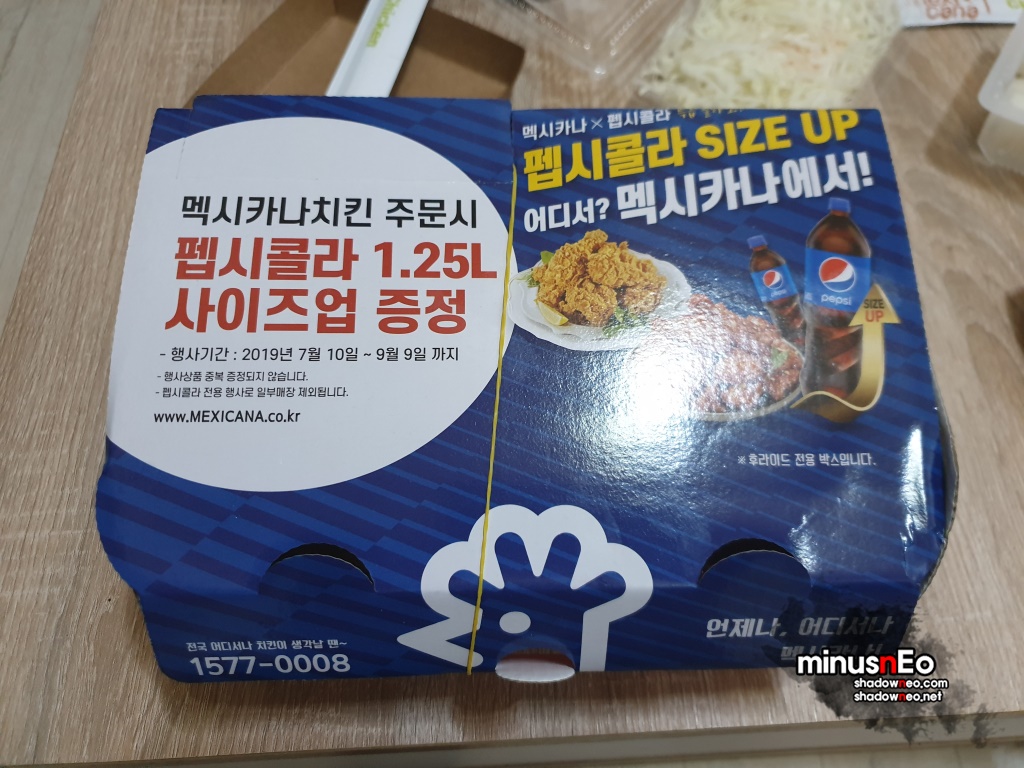 멕시카나치킨 주문시
펩시콜라 1.25L
사이즈업 증정
- 행사기간 : 2019년 7월 10일 ~ 9월 9일 까지
- 행사상품 중복 증정되지 않습니다.
- 펩시콜라 전용 행사로 일부매장 제외됩니다.
www.MEXICANA.co.kr
멕시카나 × 펩시콜라
펩시콜라 SIZE UP
어디서? 멕시카나에서!
pepsi
SIZE
UP
※후라이드 전용 박스입니다.
전국 어디서나 치킨이 생각날 땐~
1577-0008
언제나, 어디서나
minusnEo
shadowneo.com
shadowneo.net